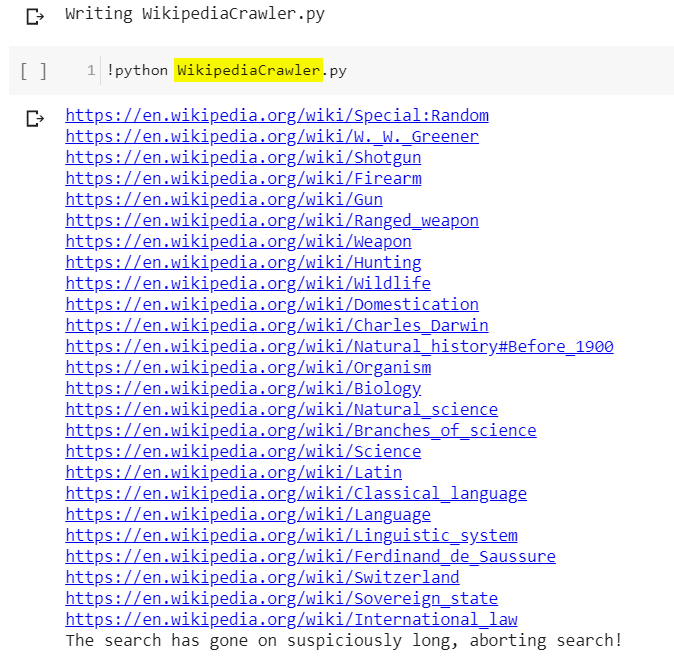 Writing WikipediaCrawler.py
[ ] 1 !python WikipediaCrawler.py
https://en.wikipedia.org/wiki/Special:Random
https://en.wikipedia.org/wiki/W._W._Greener
https://en.wikipedia.org/wiki/Shotgun
https://en.wikipedia.org/wiki/Firearm
https://en.wikipedia.org/wiki/Gun
https://en.wikipedia.org/wiki/Ranged_weapon
https://en.wikipedia.org/wiki/Weapon
https://en.wikipedia.org/wiki/Hunting
https://en.wikipedia.org/wiki/Wildlife
https://en.wikipedia.org/wiki/Domestication
https://en.wikipedia.org/wiki/Charles_Darwin
https://en.wikipedia.org/wiki/Natural_history#Before_1900
https://en.wikipedia.org/wiki/Organism
https://en.wikipedia.org/wiki/Biology
https://en.wikipedia.org/wiki/Natural_science
https://en.wikipedia.org/wiki/Branches_of_science
https://en.wikipedia.org/wiki/Science
https://en.wikipedia.org/wiki/Latin
https://en.wikipedia.org/wiki/Classical_language
https://en.wikipedia.org/wiki/Language
https://en.wikipedia.org/wiki/Linguistic_system
https://en.wikipedia.org/wiki/Ferdinand_de_Saussure
https://en.wikipedia.org/wiki/Switzerland
https://en.wikipedia.org/wiki/Sovereign_state
https://en.wikipedia.org/wiki/International_law
The search has gone on suspiciously long, aborting search!